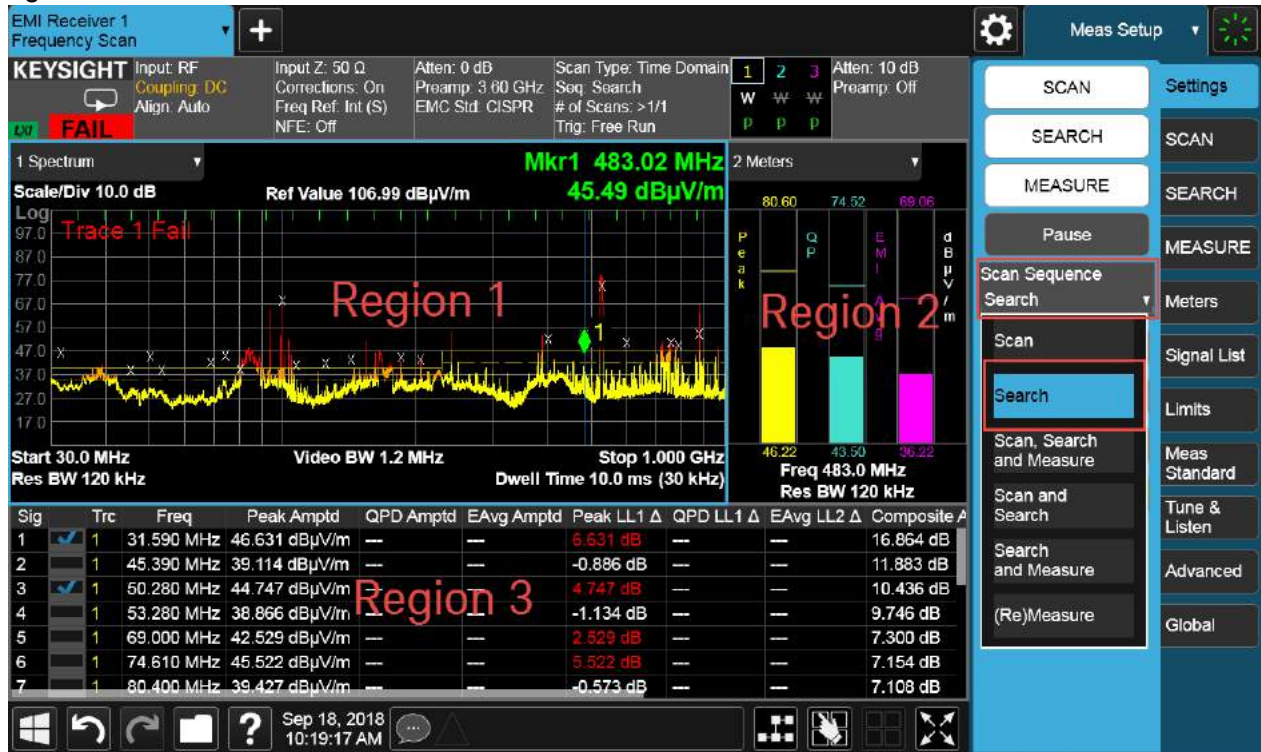 EMI Receiver 1
Frequency Scan
+
Meas Setup
KEYSIGHT
LXI FAIL
Input: RF
Coupling: DC
Align: Auto
Input Z: 50 Ω
Corrections: On
Freq Ref: Int (S)
NFE: Off
Atten: 0 dB
Preamp: 3.60 GHz
EMC Std: CISPR
Scan Type: Time Domain
Seq: Search
# of Scans: >1/1
Trig: Free Run
1 2 3
W W W
P P P
Atten: 10 dB
Preamp: Off
1 Spectrum
Mkr1 483.02 MHz
45.49 dBµV/m
Scale/Div 10.0 dB
Ref Value 106.99 dBµV/m
Log
Trace 1 Fail
97.0
87.0
77.0
67.0
57.0
47.0
37.0
27.0
17.0
Region 1
1
Start 30.0 MHz
Video BW 1.2 MHz
Stop 1.000 GHz
Res BW 120 kHz
Dwell Time 10.0 ms (30 kHz)
2 Meters
80.60 74.52 69.06
Peak
QP
EMI Avg
dBµV/m
Region 2
46.22 43.50 36.22
Freq 483.0 MHz
Res BW 120 kHz
Sig Trc Freq Peak Amptd QPD Amptd EAvg Amptd Peak LL1 Δ QPD LL1 Δ EAvg LL2 Δ Composite A
1 1 31.590 MHz 46.631 dBµV/m --- --- 6.631 dB --- --- 16.864 dB
2 1 45.390 MHz 39.114 dBµV/m --- --- -0.886 dB --- --- 11.883 dB
3 1 50.280 MHz 44.747 dBµV/m --- --- 4.747 dB --- --- 10.436 dB
4 1 53.280 MHz 38.866 dBµV/m --- --- -1.134 dB --- --- 9.746 dB
5 1 69.000 MHz 42.529 dBµV/m --- --- 2.529 dB --- --- 7.300 dB
6 1 74.610 MHz 45.522 dBµV/m --- --- 5.522 dB --- --- 7.154 dB
7 1 80.400 MHz 39.427 dBµV/m --- --- -0.573 dB --- --- 7.108 dB
Region 3
?
Sep 18, 2018
10:19:17 AM
SCAN
SEARCH
MEASURE
Pause
Scan Sequence
Search
Scan
Search
Scan, Search
and Measure
Scan and
Search
Search
and Measure
(Re)Measure
Settings
SCAN
SEARCH
MEASURE
Meters
Signal List
Limits
Meas
Standard
Tune &
Listen
Advanced
Global